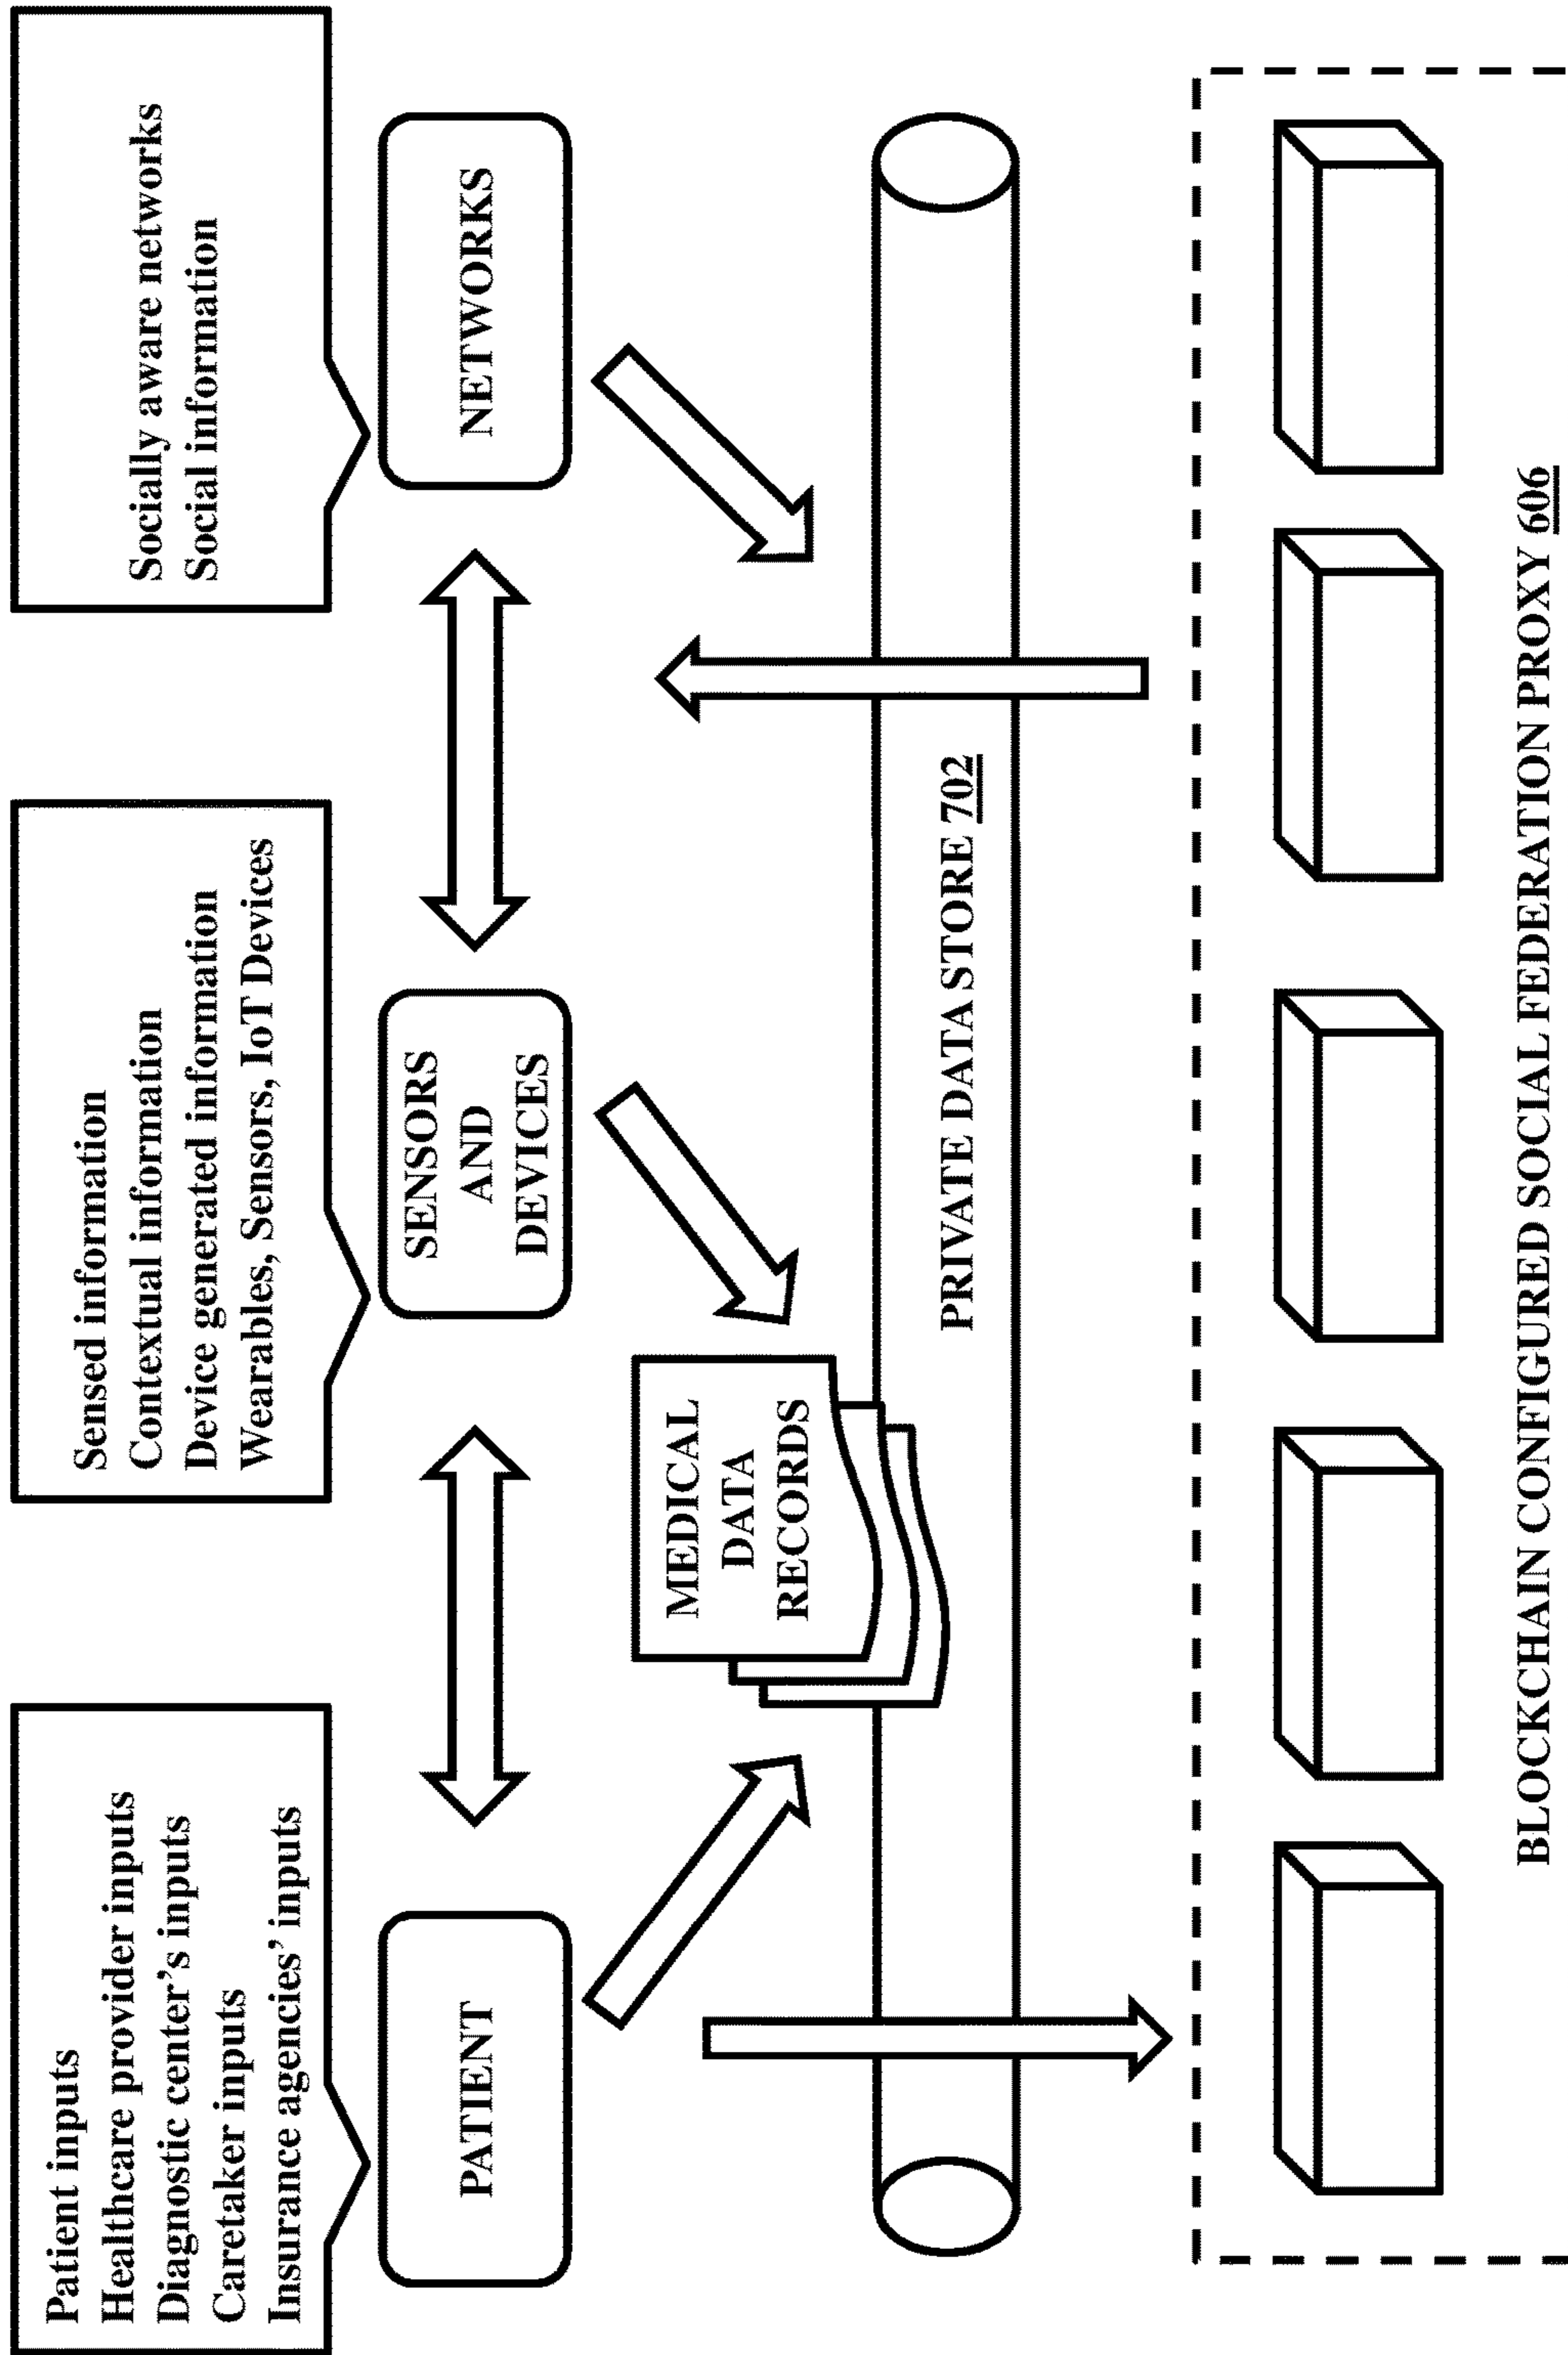 Patient inputs
Healthcare provider inputs
Diagnostic center's inputs
Caretaker inputs
Insurance agencies' inputs
Sensed information
Contextual information
Device generated information
Wearables, Sensors, IoT Devices
Socially aware networks
Social information
PATIENT
SENSORS
AND
DEVICES
NETWORKS
MEDICAL
DATA
RECORDS
PRIVATE DATA STORE 702
BLOCKCHAIN CONFIGURED SOCIAL FEDERATION PROXY 606